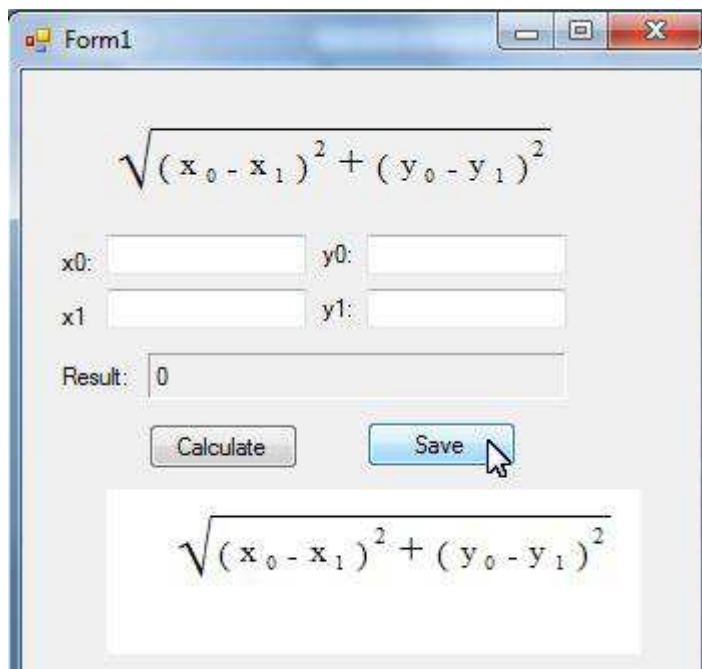 Form1
√(x₀ - x₁)² + (y₀ - y₁)²
x0: y0:
x1 y1:
Result: 0
Calculate Save
√(x₀ - x₁)² + (y₀ - y₁)²